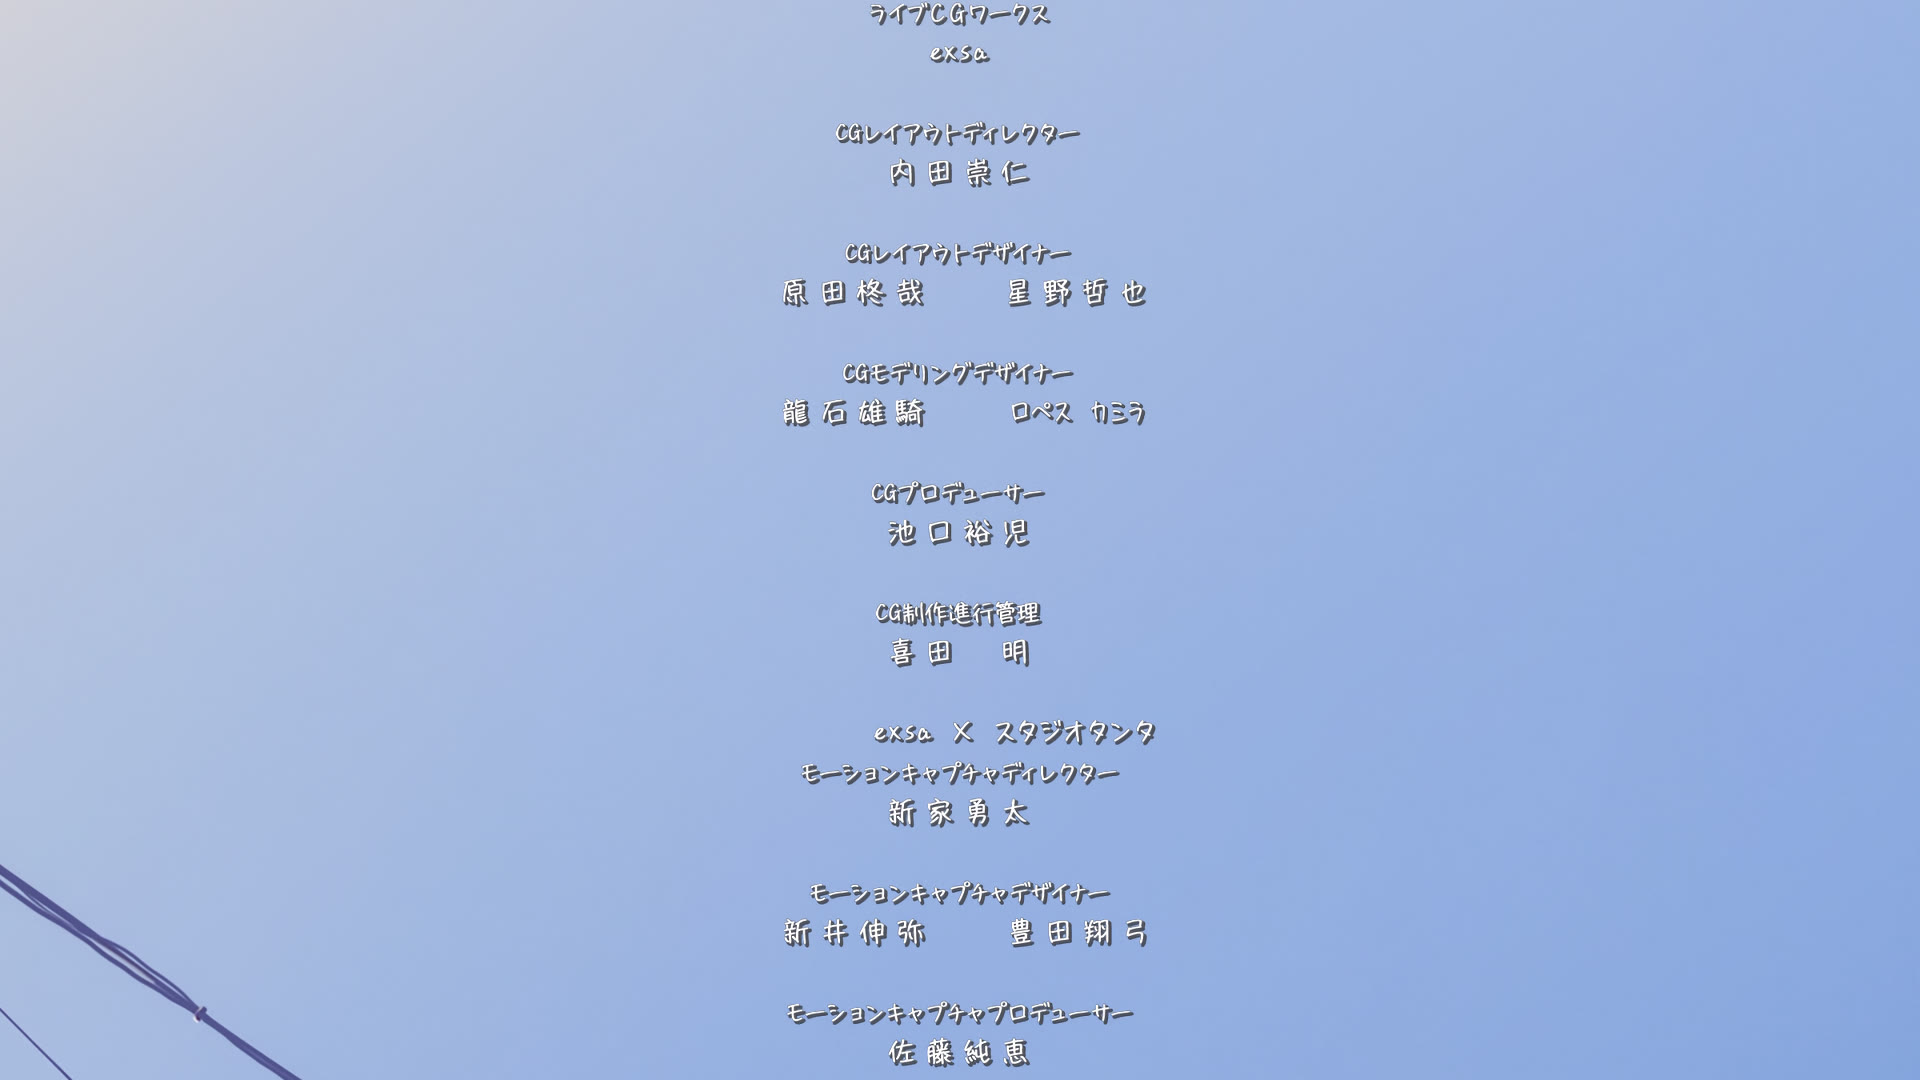 ライブCGワークス
exsa
CGレイアウトディレクター
内田崇仁
CGレイアウトデザイナー
原田柊哉　星野哲也
CGモデリングデザイナー
龍石雄騎　ロペス カミラ
CGプロデューサー
池口裕児
CG制作進行管理
喜田　明
exsa X スタジオタンタ
モーションキャプチャディレクター
新家勇太
モーションキャプチャデザイナー
新井伸弥　豊田翔弓
モーションキャプチャプロデューサー
佐藤純恵